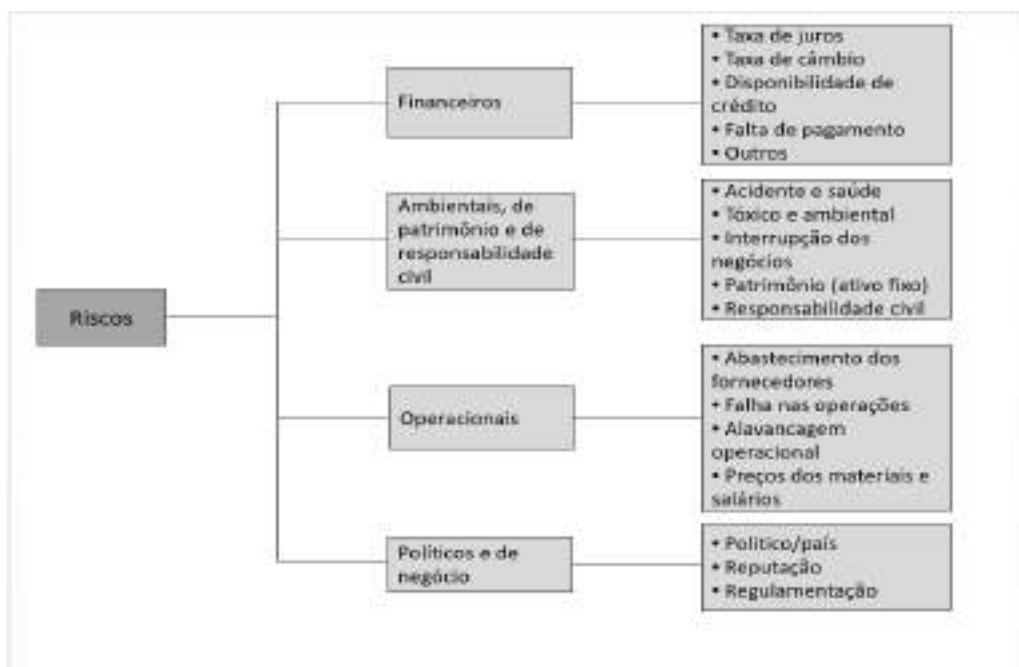 Riscos
Financeiros
• Taxa de juros
• Taxa de câmbio
• Disponibilidade de
crédito
• Falta de pagamento
• Outros
Ambientais, de
patrimônio e de
responsabilidade
civil
• Acidente e saúde
• Tóxico e ambiental
• Interrupção dos
negócios
• Patrimônio (ativo fixo)
• Responsabilidade civil
Operacionais
• Abastecimento dos
fornecedores
• Falha nas operações
• Alavancagem
operacional
• Preços dos materiais e
salários
Políticos e de
negócio
• Politico/país
• Reputação
• Regulamentação